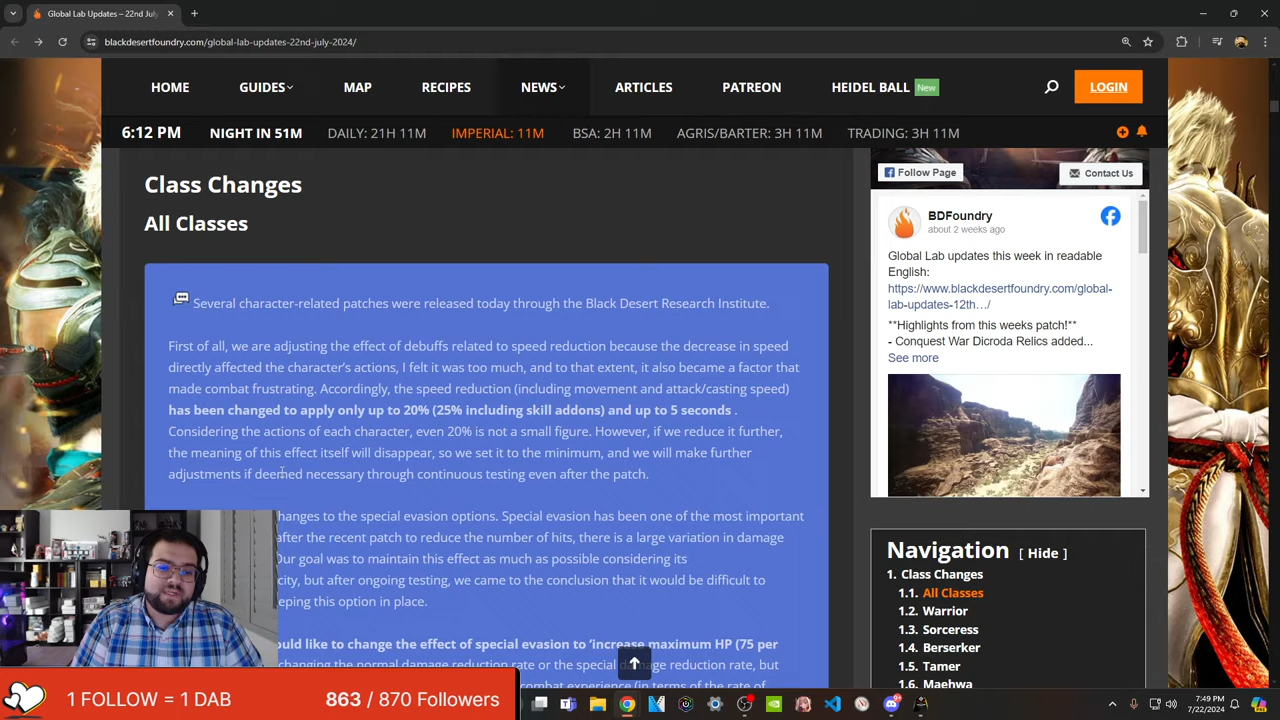 Global Lab Updates – 22nd July
blackdesertfoundry.com/global-lab-updates-22nd-july-2024/
HOME GUIDES MAP RECIPES NEWS ARTICLES PATREON HEIDEL BALL New LOGIN
6:12 PM NIGHT IN 51M DAILY: 21H 11M IMPERIAL: 11M BSA: 2H 11M AGRIS/BARTER: 3H 11M TRADING: 3H 11M
Class Changes
All Classes
Several character-related patches were released today through the Black Desert Research Institute.
First of all, we are adjusting the effect of debuffs related to speed reduction because the decrease in speed
directly affected the character's actions, I felt it was too much, and to that extent, it also became a factor that
made combat frustrating. Accordingly, the speed reduction (including movement and attack/casting speed)
has been changed to apply only up to 20% (25% including skill addons) and up to 5 seconds .
Considering the actions of each character, even 20% is not a small figure. However, if we reduce it further,
the meaning of this effect itself will disappear, so we set it to the minimum, and we will make further
adjustments if deemed necessary through continuous testing even after the patch.
hanges to the special evasion options. Special evasion has been one of the most important
after the recent patch to reduce the number of hits, there is a large variation in damage
Our goal was to maintain this effect as much as possible considering its
city, but after ongoing testing, we came to the conclusion that it would be difficult to
eeping this option in place.
ould like to change the effect of special evasion to 'increase maximum HP (75 per
changing the normal damage reduction rate or the special damage reduction rate, but
combat experience (in terms of the rate of
Follow Page
Contact Us
BDFoundry
about 2 weeks ago
Global Lab updates this week in readable
English:
https://www.blackdesertfoundry.com/global-
lab-updates-12th…/
**Highlights from this weeks patch!**
- Conquest War Dicroda Relics added...
See more
Navigation [ Hide ]
1. Class Changes
1.1. All Classes
1.2. Warrior
1.3. Sorceress
1.4. Berserker
1.5. Tamer
1.6. Maehwa
1 FOLLOW = 1 DAB 863 / 870 Followers
7:49 PM
7/22/2024